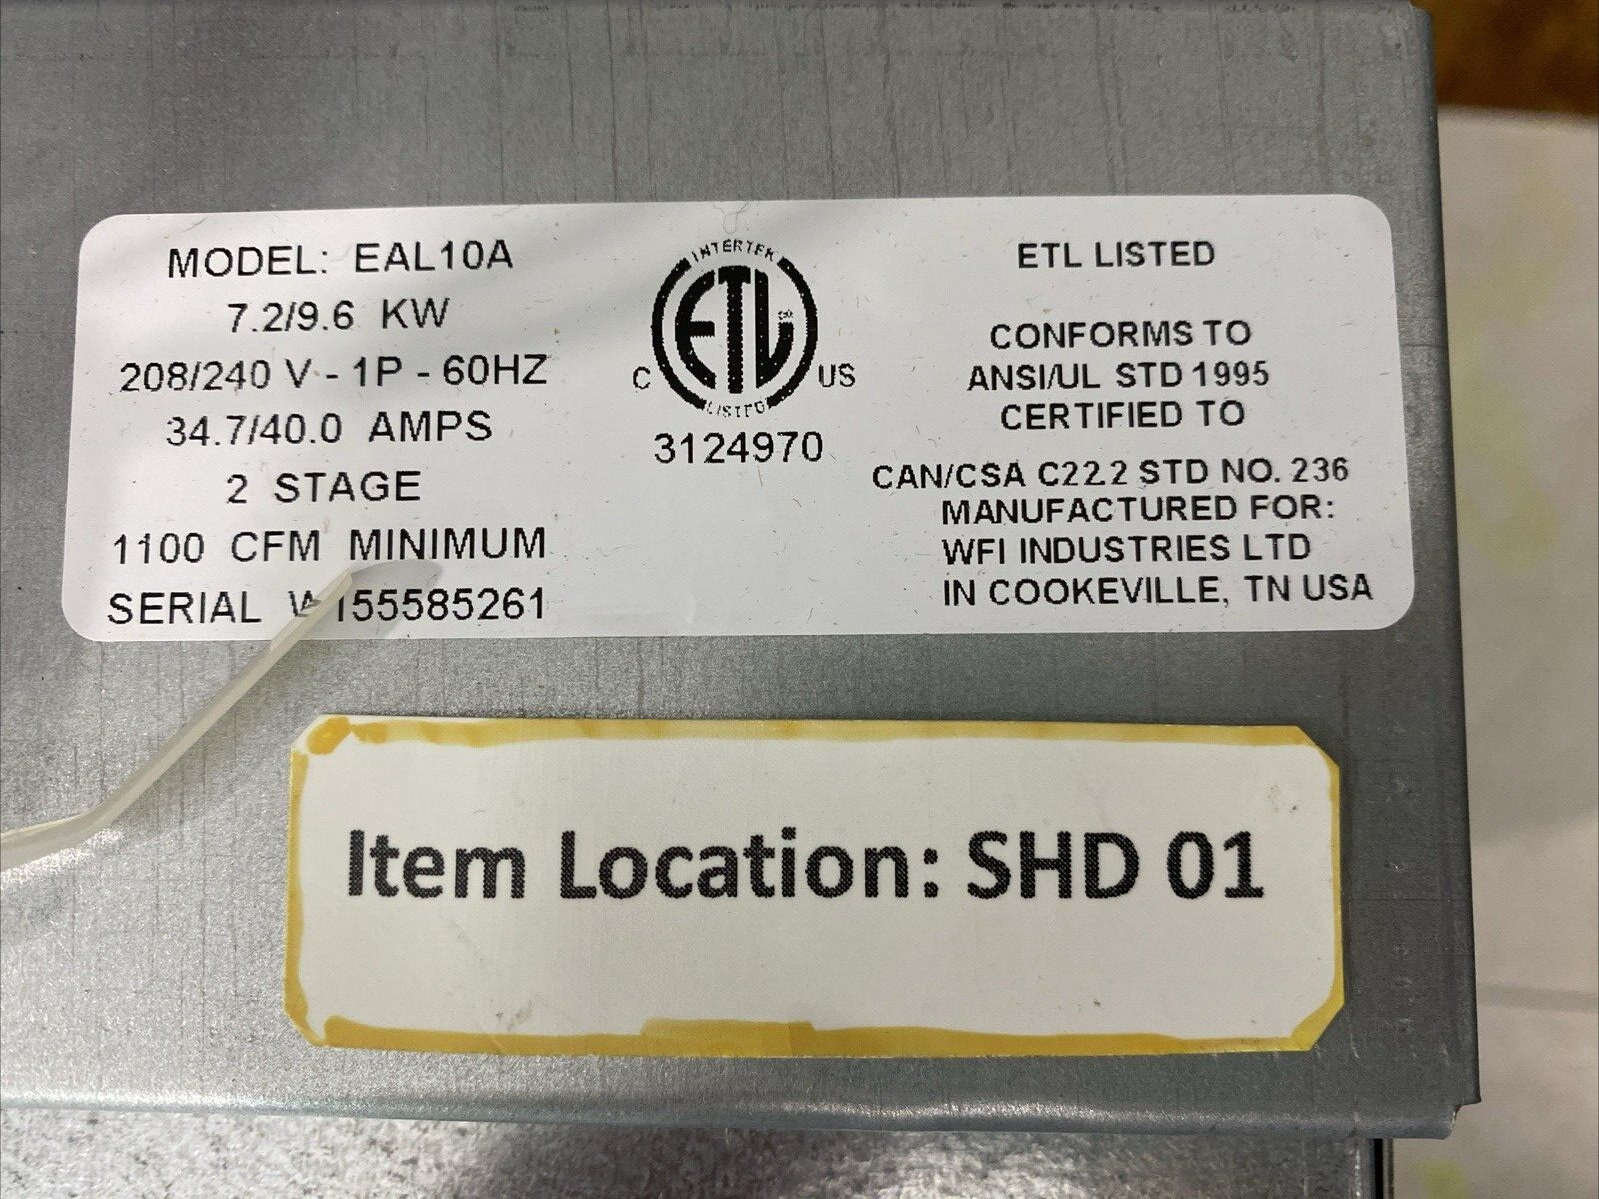 MODEL: EAL10A
7.2/9.6 KW
208/240 V - 1P - 60HZ
34.7/40.0 AMPS
2 STAGE
1100 CFM MINIMUM
SERIAL 155585261
INTERTEK
ETL
C US
LISTED
3124970
ETL LISTED
CONFORMS TO
ANSI/UL STD 1995
CERTIFIED TO
CAN/CSA C22.2 STD NO. 236
MANUFACTURED FOR:
WFI INDUSTRIES LTD
IN COOKEVILLE, TN USA
Item Location: SHD 01